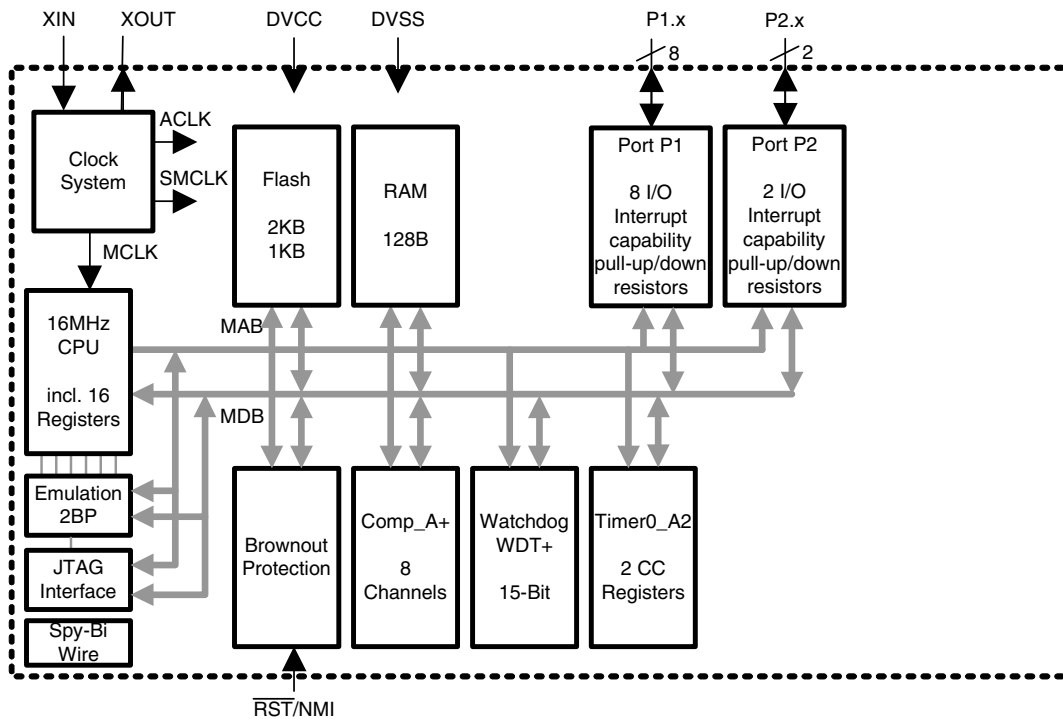 XIN
XOUT
DVCC
DVSS
P1.x
P2.x
8
2
ACLK
Clock
System
SMCLK
MCLK
Flash
2KB
1KB
RAM
128B
Port P1
8 I/O
Interrupt
capability
pull-up/down
resistors
Port P2
2 I/O
Interrupt
capability
pull-up/down
resistors
16MHz
CPU
incl. 16
Registers
MAB
MDB
Emulation
2BP
JTAG
Interface
Spy-Bi
Wire
Brownout
Protection
Comp_A+
8
Channels
Watchdog
WDT+
15-Bit
Timer0_A2
2 CC
Registers
RST/NMI